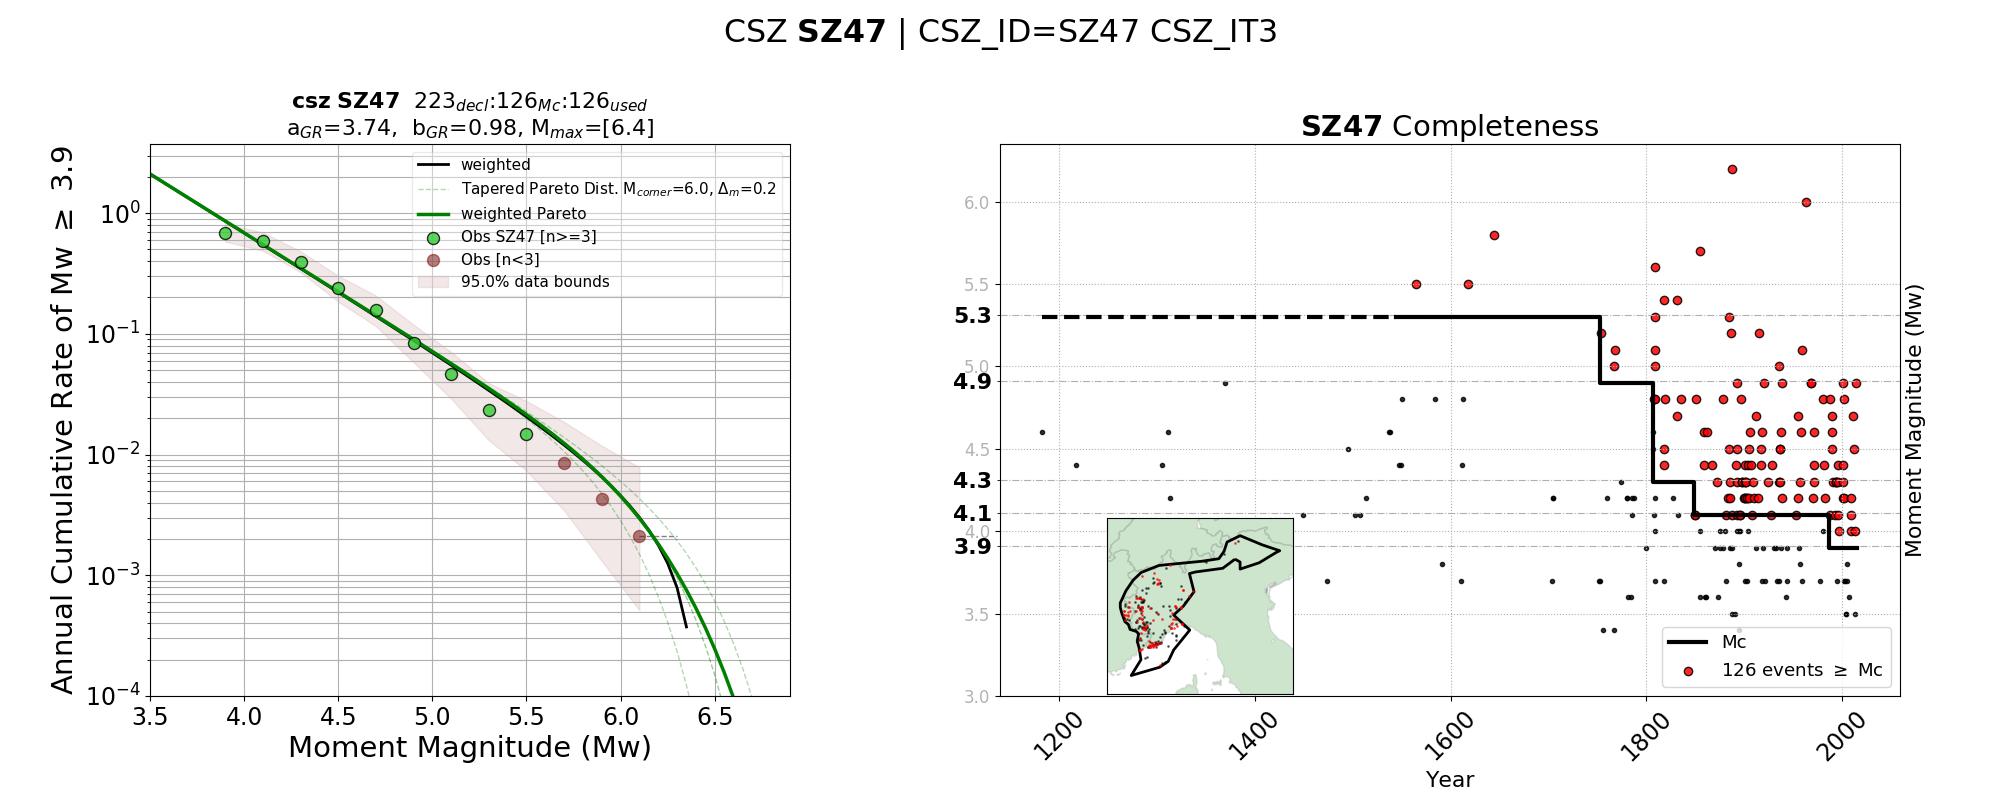 CSZ SZ47 | CSZ_ID=SZ47 CSZ_IT3
csz SZ47 223decl:126Mc:126used
aGR=3.74, bGR=0.98, Mmax=[6.4]
Annual Cumulative Rate of Mw ≥ 3.9
10^0
10^-1
10^-2
10^-3
10^-4
weighted
Tapered Pareto Dist. Mcorner=6.0, Δm=0.2
weighted Pareto
Obs SZ47 [n>=3]
Obs [n<3]
95.0% data bounds
3.5 4.0 4.5 5.0 5.5 6.0 6.5
Moment Magnitude (Mw)
SZ47 Completeness
6.0
5.5
5.3
5.0
4.9
4.5
4.3
4.1
4.0
3.9
3.5
3.0
Moment Magnitude (Mw)
Mc
126 events ≥ Mc
1200 1400 1600 1800 2000
Year